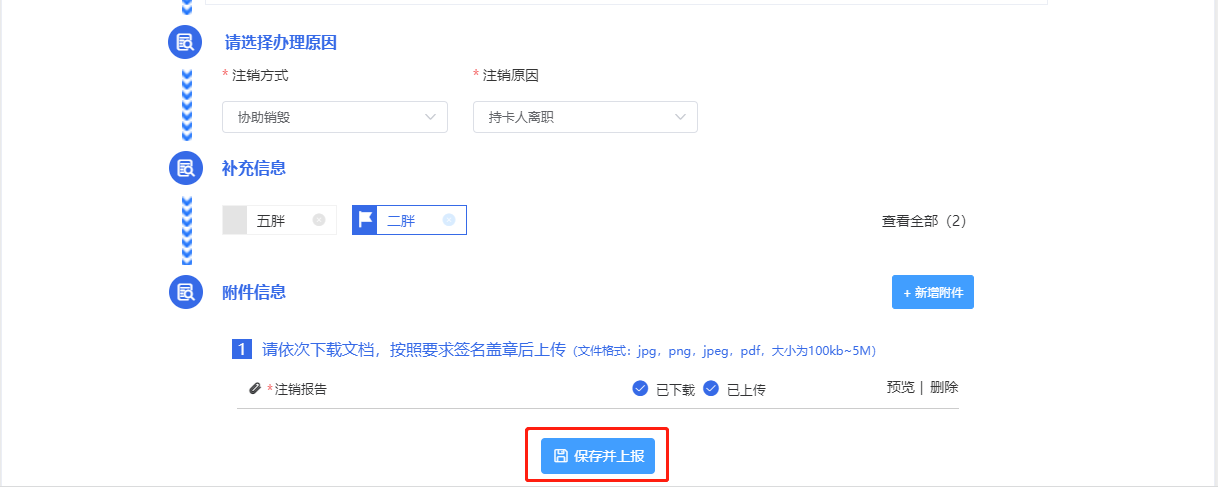 请选择办理原因
* 注销方式 * 注销原因
协助销毁 持卡人离职
补充信息
五胖 二胖 查看全部（2）
附件信息 + 新增附件
1 请依次下载文档，按照要求签名盖章后上传（文件格式：jpg，png，jpeg，pdf，大小为100kb~5M）
*注销报告 已下载 已上传 预览 | 删除
保存并上报